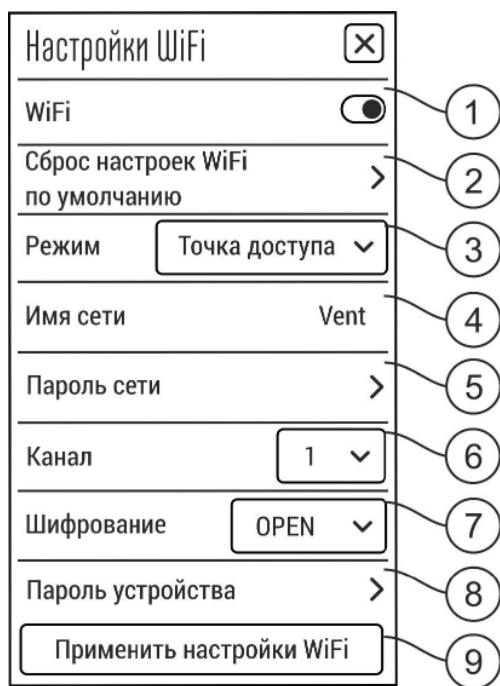 Настройки WiFi
WiFi
1
Сброс настроек WiFi
по умолчанию
2
Режим
Точка доступа
3
Имя сети
Vent
4
Пароль сети
5
Канал
1
6
Шифрование
OPEN
7
Пароль устройства
8
Применить настройки WiFi
9